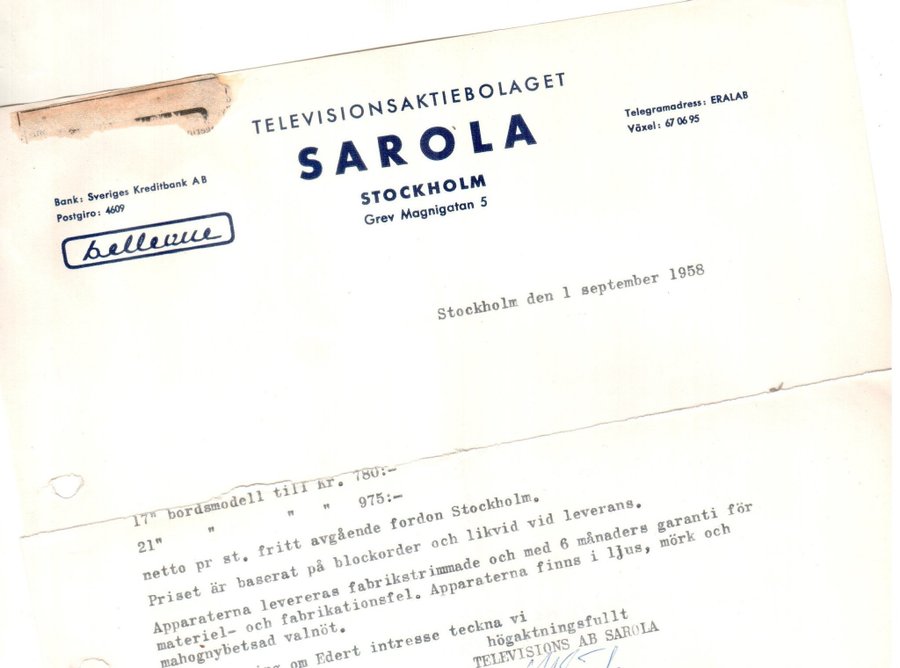 TELEVISIONSAKTIEBOLAGET
SAROLA
STOCKHOLM
Grev Magnigatan 5
Telegramadress: ERALAB
Växel: 67 06 95
Bank: Sveriges Kreditbank AB
Postgiro: 4609
bellevue
Stockholm den 1 september 1958
17" bordsmodell till kr. 780:-
21" " " " 975:-
netto pr st. fritt avgående fordon Stockholm.
Priset är baserat på blockorder och likvid vid leverans.
Apparaterna levereras fabrikstrimmade och med 6 månaders garanti för
materiel- och fabrikationsfel. Apparaterna finns i ljus, mörk och
mahognybetsad valnöt.
om Edert intresse teckna vi
högaktningsfullt
TELEVISIONS AB SAROLA